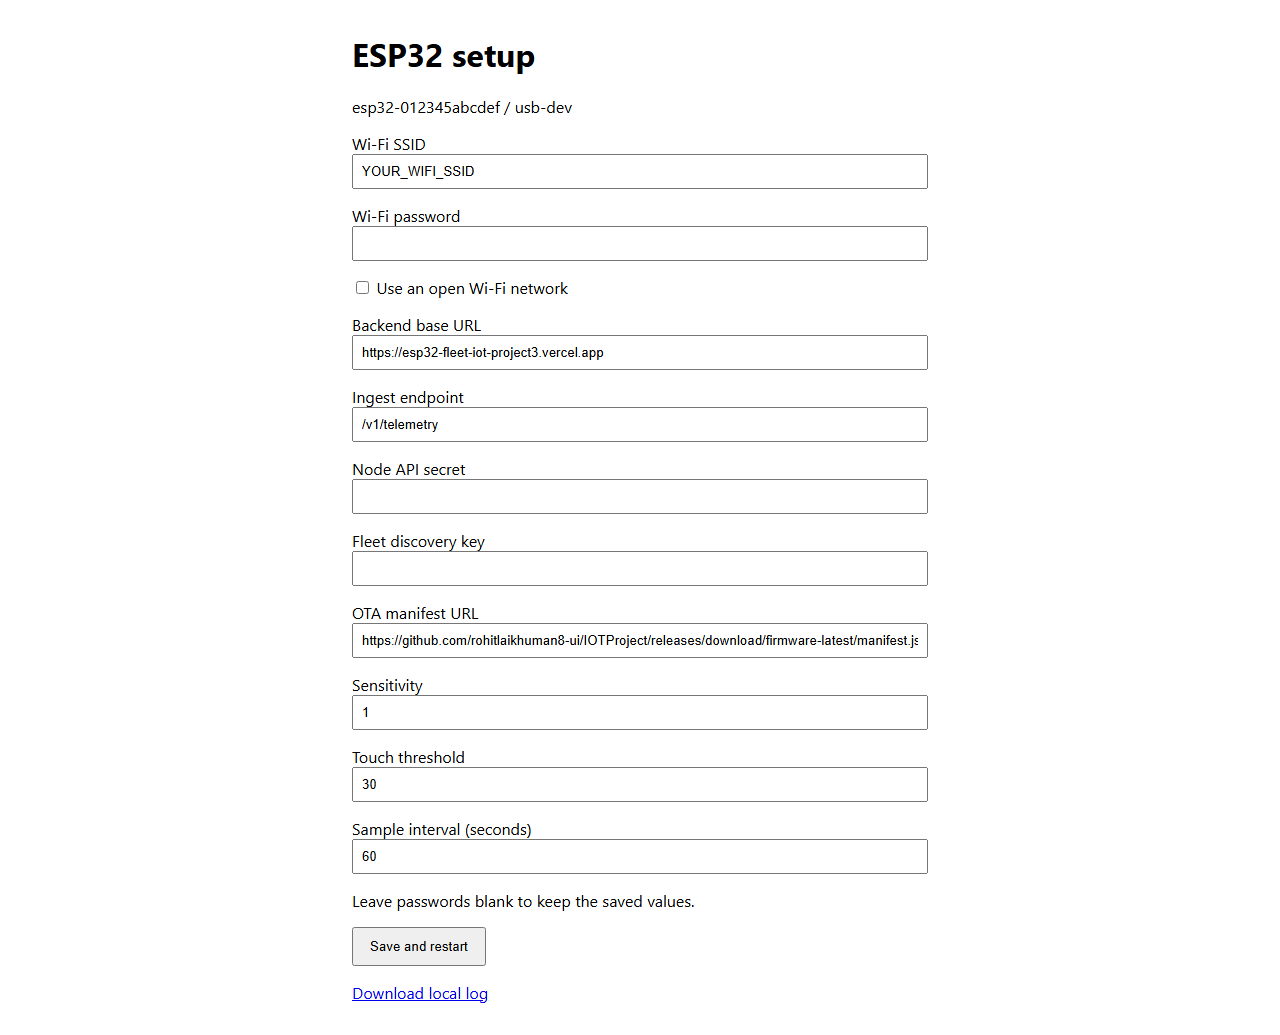 ESP32 setup
esp32-012345abcdef / usb-dev
Wi-Fi SSID
YOUR_WIFI_SSID
Wi-Fi password
Use an open Wi-Fi network
Backend base URL
https://esp32-fleet-iot-project3.vercel.app
Ingest endpoint
/v1/telemetry
Node API secret
Fleet discovery key
OTA manifest URL
https://github.com/rohitlaikhuman8-ui/IOTProject/releases/download/firmware-latest/manifest.js
Sensitivity
1
Touch threshold
30
Sample interval (seconds)
60
Leave passwords blank to keep the saved values.
Save and restart
Download local log